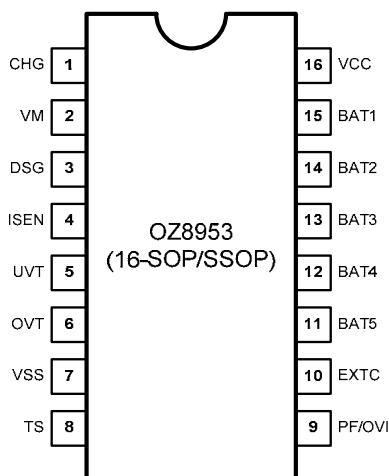 CHG 1 16 VCC
VM 2 15 BAT1
DSG 3 14 BAT2
ISEN 4 13 BAT3
OZ8953
(16-SOP/SSOP)
UVT 5 12 BAT4
OVT 6 11 BAT5
VSS 7 10 EXTC
TS 8 9 PF/OVI